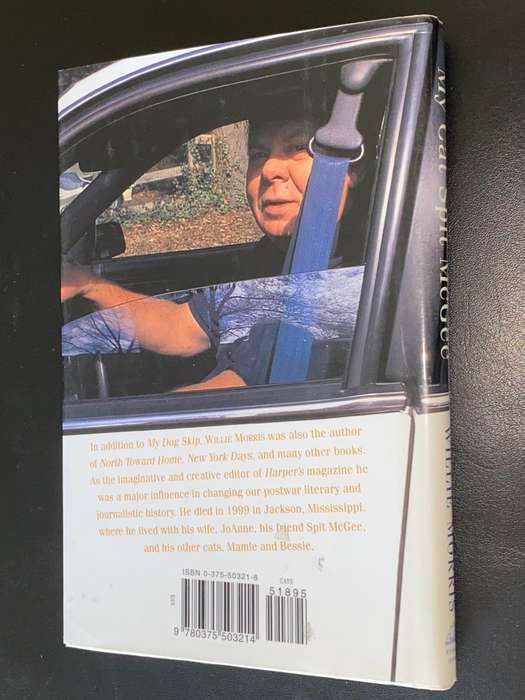 In addition to My Dog Skip, WILLIE MORRIS was also the author
of North Toward Home, New York Days, and many other books.
As the imaginative and creative editor of Harper's magazine he
was a major influence in changing our postwar literary and
journalistic history. He died in 1999 in Jackson, Mississippi,
where he lived with his wife, JoAnne, his friend Spit McGee,
and his other cats, Mamie and Bessie.
ISBN 0-375-50321-8
CATS
51895
9 780375 503214
My Cat Spit McGee
WILLIE MORRIS